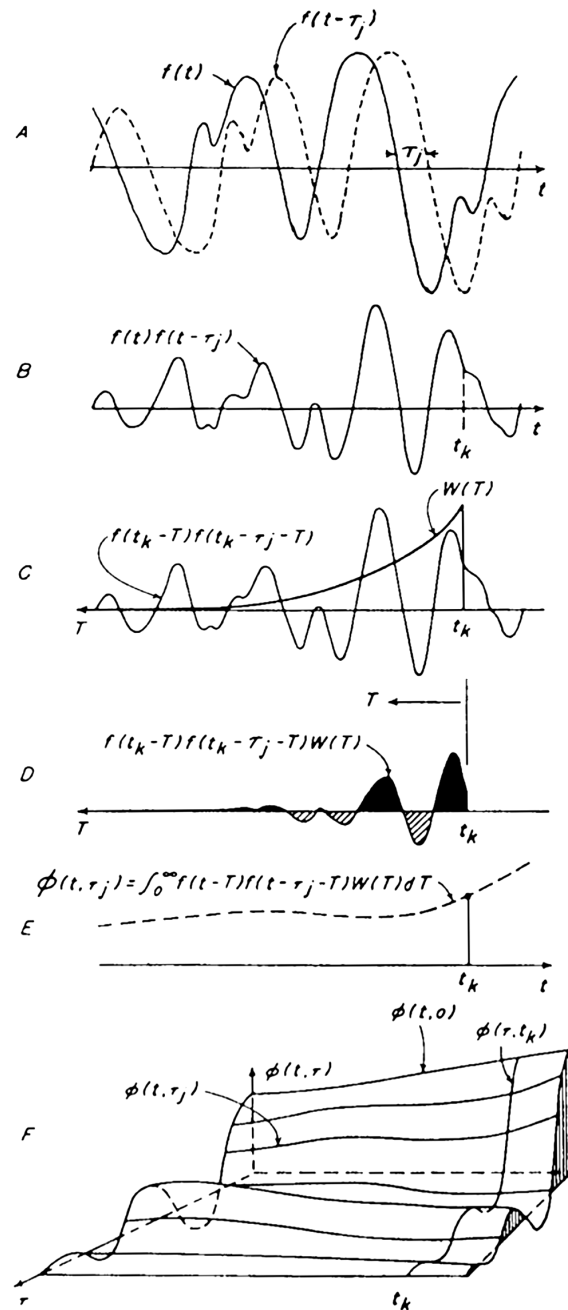 f(t-τj)
f(t)
A
τj
t
f(t)f(t-τj)
B
tk
t
W(T)
f(tk-T)f(tk-τj-T)
C
T
tk
T
f(tk-T)f(tk-τj-T)W(T)
D
T
tk
ϕ(t,τj)=∫0∞f(t-T)f(t-τj-T)W(T)dT
E
tk
t
ϕ(t,0)
ϕ(τ,tk)
ϕ(t,τ)
ϕ(t,τj)
F
τ
tk